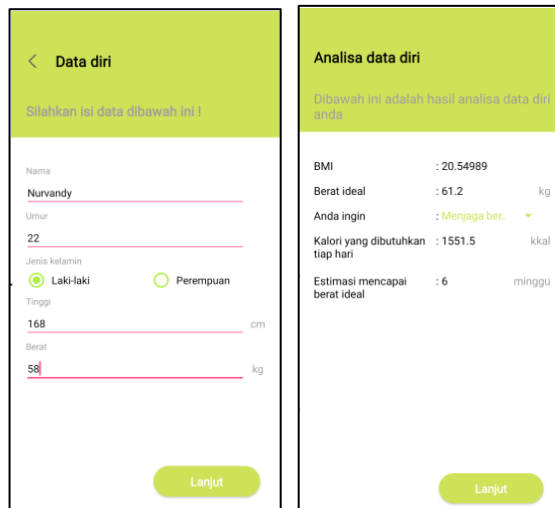 Data diri
Silahkan isi data dibawah ini !
Nama
Nurvandy
Umur
22
Jenis kelamin
Laki-laki Perempuan
Tinggi
168 cm
Berat
58 kg
Lanjut
Analisa data diri
Dibawah ini adalah hasil analisa data diri
anda
BMI : 20.54989
Berat ideal : 61.2 kg
Anda ingin : Menjaga ber..
Kalori yang dibutuhkan : 1551.5 kkal
tiap hari
Estimasi mencapai : 6 minggu
berat ideal
Lanjut